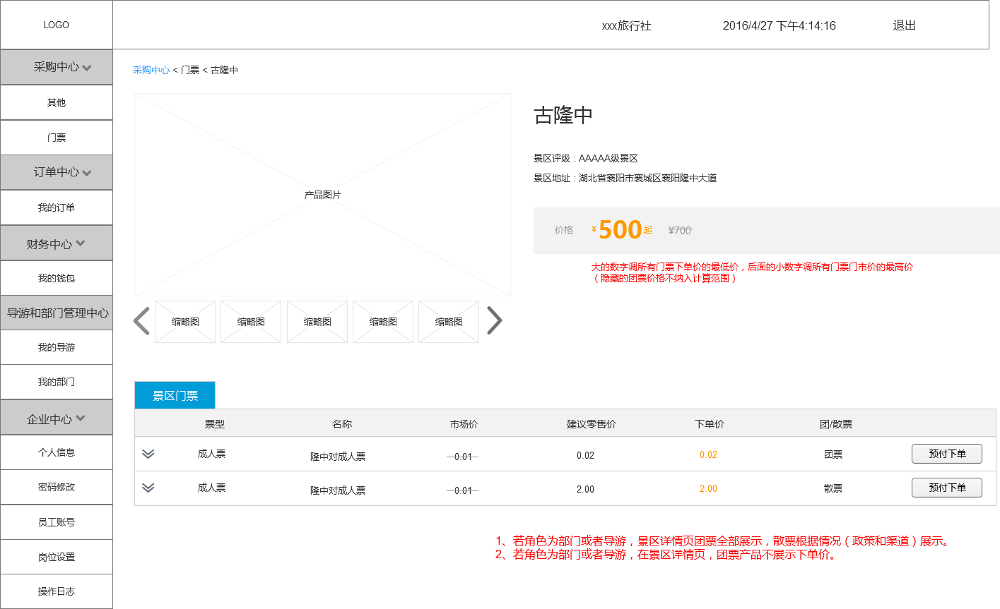 LOGO
xxx旅行社
2016/4/27 下午4:14:16
退出
采购中心
其他
门票
订单中心
我的订单
财务中心
我的钱包
导游和部门管理中心
我的导游
我的部门
企业中心
个人信息
密码修改
员工账号
岗位设置
操作日志
采购中心 < 门票 < 古隆中
产品图片
缩略图 缩略图 缩略图 缩略图 缩略图
古隆中
景区评级：AAAAA级景区
景区地址：湖北省襄阳市襄城区襄阳隆中大道
价格 ¥500起 ¥700
大的数字调所有门票下单价的最低价，后面的小数字调所有门票门市价的最高价
（隐藏的团票价格不纳入计算范围）
景区门票
票型 名称 市场价 建议零售价 下单价 团/散票
成人票 隆中对成人票 0.01 0.02 0.02 团票 预付下单
成人票 隆中对成人票 0.01 2.00 2.00 散票 预付下单
1、若角色为部门或者导游，景区详情页团票全部展示，散票根据情况（政策和渠道）展示。
2、若角色为部门或者导游，在景区详情页，团票产品不展示下单价。